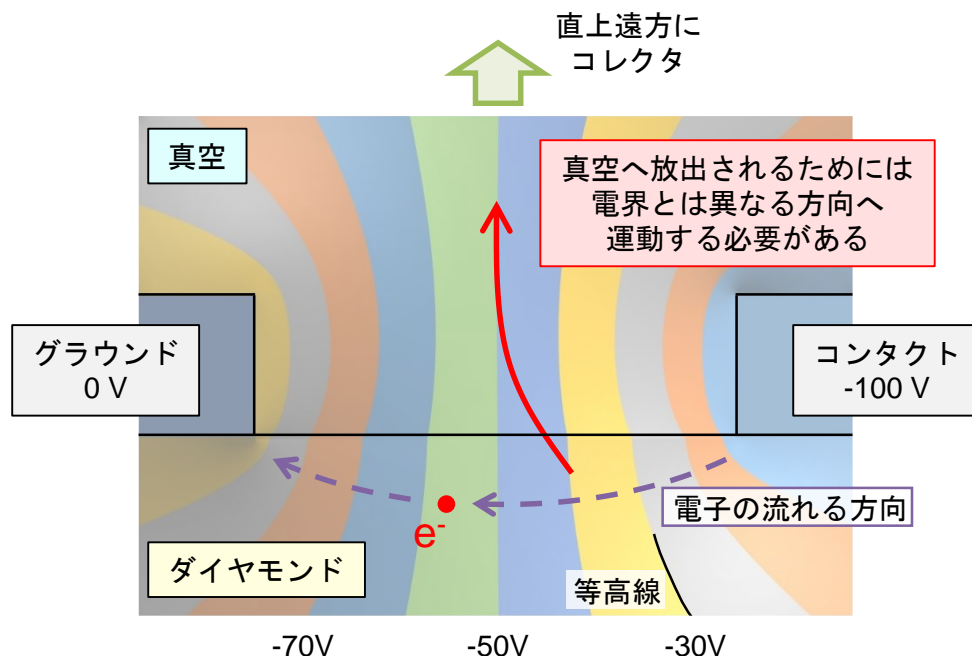 直上遠方に
コレクタ
真空
真空へ放出されるためには
電界とは異なる方向へ
運動する必要がある
グラウンド
0 V
コンタクト
-100 V
電子の流れる方向
e-
ダイヤモンド
等高線
-70V
-50V
-30V